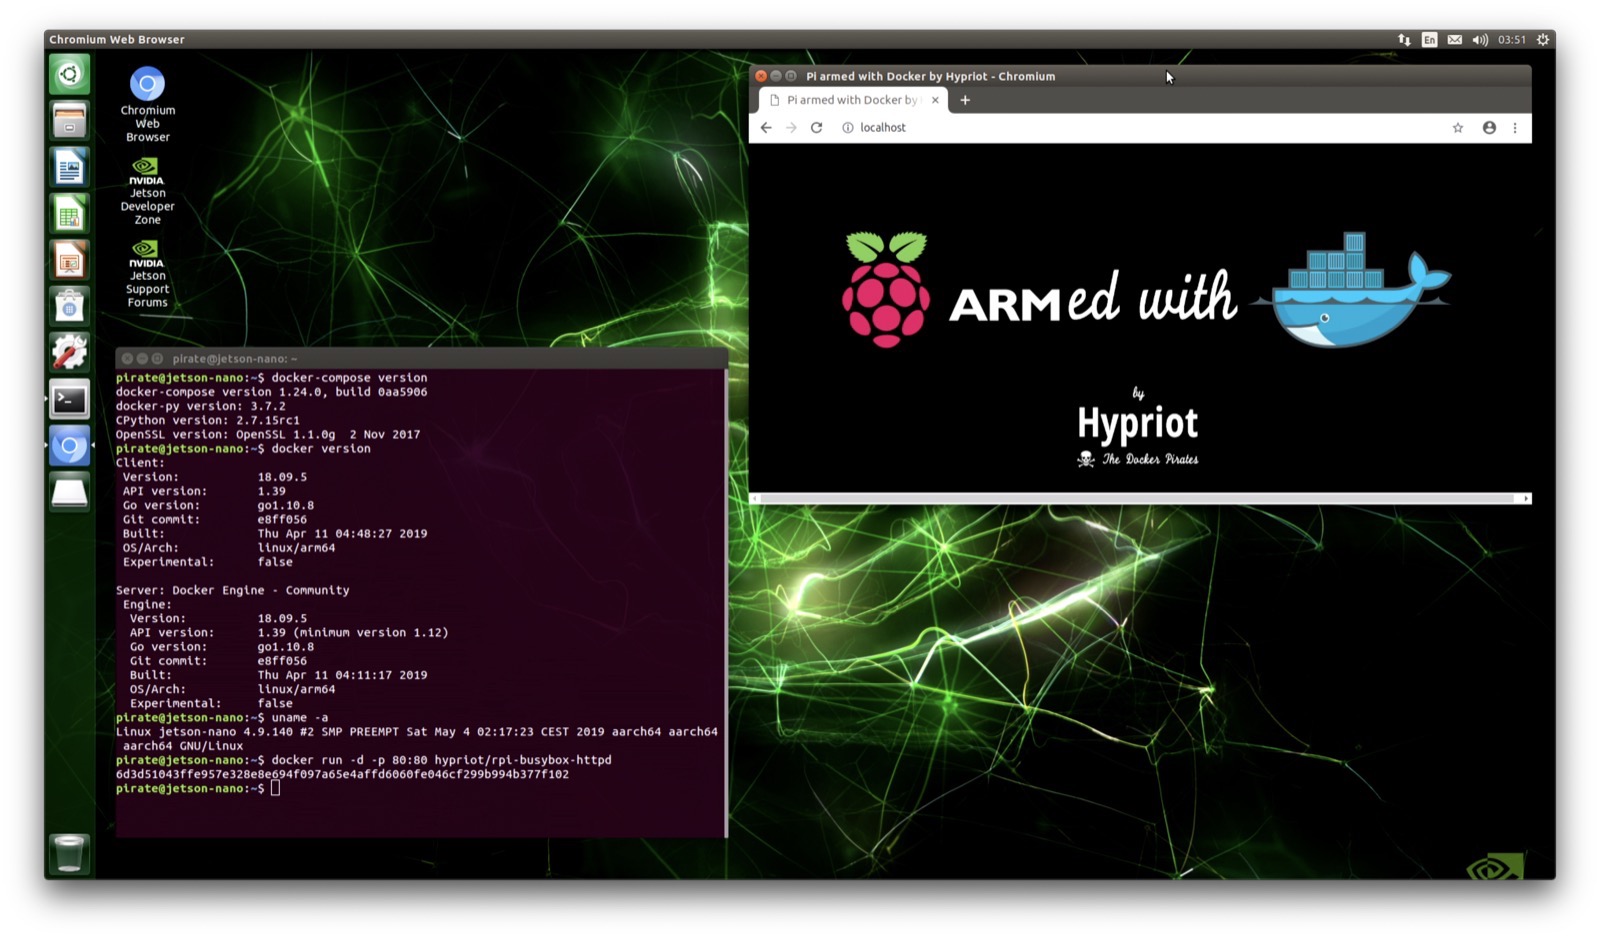 Chromium Web Browser
En
03:51
Chromium
Web
Browser
NVIDIA
Jetson
Developer
Zone
NVIDIA
Jetson
Support
Forums
Pi armed with Docker by Hypriot - Chromium
Pi armed with Docker by
localhost
ARMed with
by
Hypriot
The Docker Pirates
pirate@jetson-nano: ~
pirate@jetson-nano:~$ docker-compose version
docker-compose version 1.24.0, build 0aa5906
docker-py version: 3.7.2
CPython version: 2.7.15rc1
OpenSSL version: OpenSSL 1.1.0g  2 Nov 2017
pirate@jetson-nano:~$ docker version
Client:
 Version:           18.09.5
 API version:       1.39
 Go version:        go1.10.8
 Git commit:        e8ff056
 Built:             Thu Apr 11 04:48:27 2019
 OS/Arch:           linux/arm64
 Experimental:      false
Server: Docker Engine - Community
 Engine:
  Version:          18.09.5
  API version:      1.39 (minimum version 1.12)
  Go version:       go1.10.8
  Git commit:       e8ff056
  Built:            Thu Apr 11 04:11:17 2019
  OS/Arch:          linux/arm64
  Experimental:     false
pirate@jetson-nano:~$ uname -a
Linux jetson-nano 4.9.140 #2 SMP PREEMPT Sat May 4 02:17:23 CEST 2019 aarch64 aarch64
 aarch64 GNU/Linux
pirate@jetson-nano:~$ docker run -d -p 80:80 hypriot/rpi-busybox-httpd
6d3d51043ffe957e328e8e694f097a65e4affd6060fe046cf299b994b377f102
pirate@jetson-nano:~$